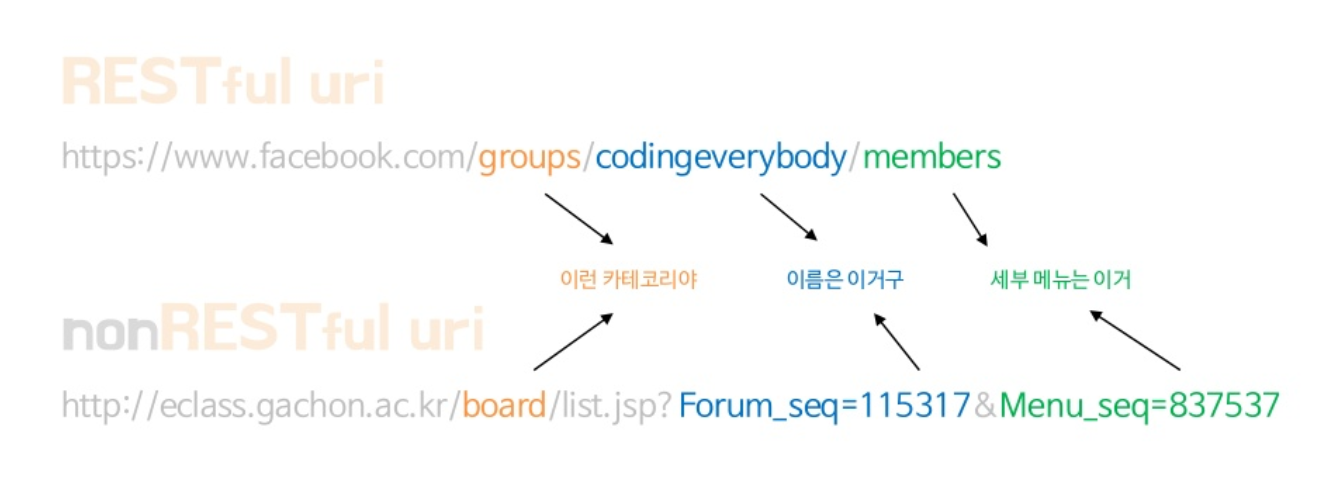 RESTful uri
https://www.facebook.com/groups/codingeverybody/members
이런 카테코리야 이름은 이거구 세부 메뉴는 이거
nonRESTful uri
http://eclass.gachon.ac.kr/board/list.jsp? Forum_seq=115317&Menu_seq=837537